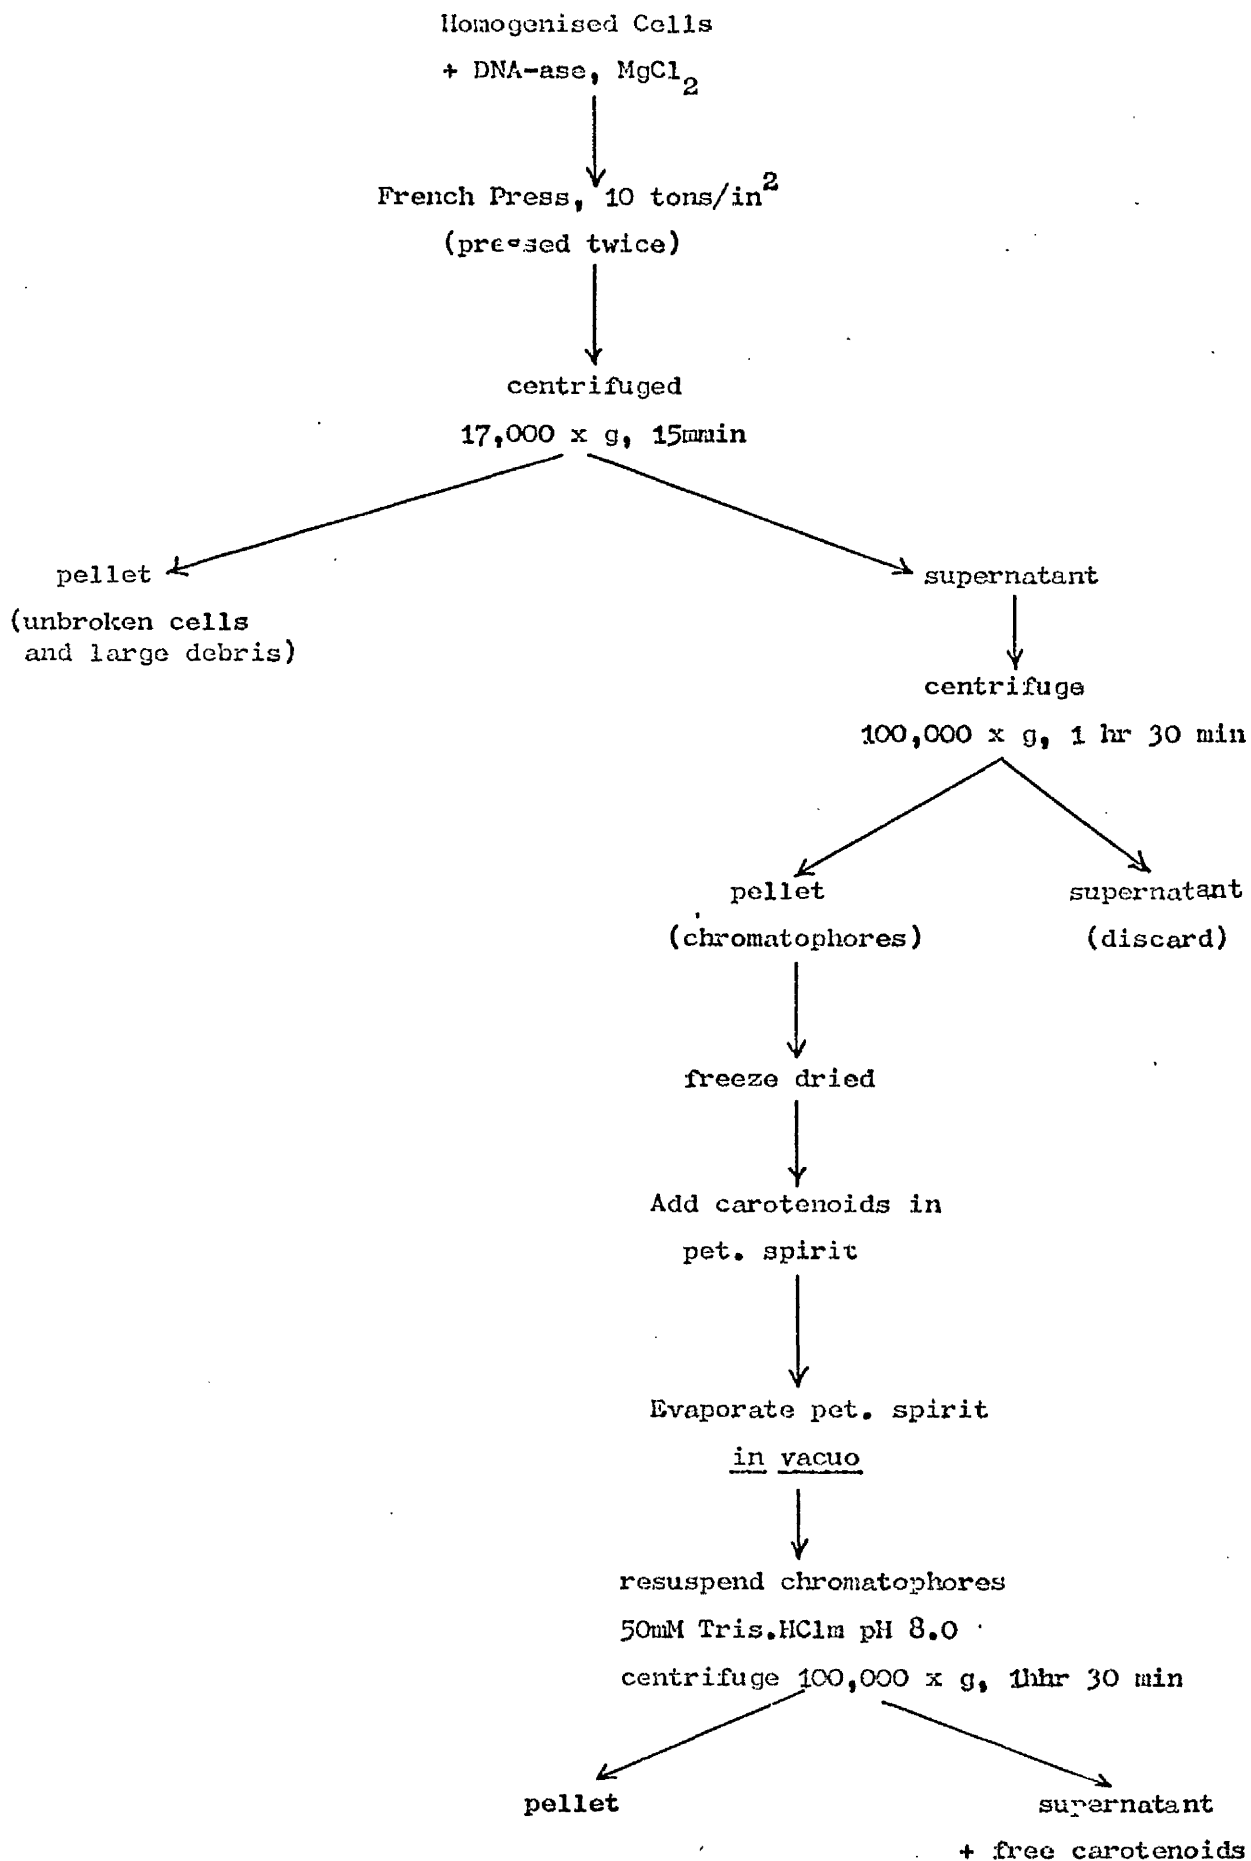 Homogenised Cells
+ DNA-ase, MgCl2
French Press, 10 tons/in2
(pressed twice)
centrifuged
17,000 x g, 15mmin
pellet
(unbroken cells
and large debris)
supernatant
centrifuge
100,000 x g, 1 hr 30 min
pellet
(chromatophores)
supernatant
(discard)
freeze dried
Add carotenoids in
pet. spirit
Evaporate pet. spirit
in vacuo
resuspend chromatophores
50mM Tris.HClm pH 8.0
centrifuge 100,000 x g, 1hhr 30 min
pellet
supernatant
+ free carotenoids